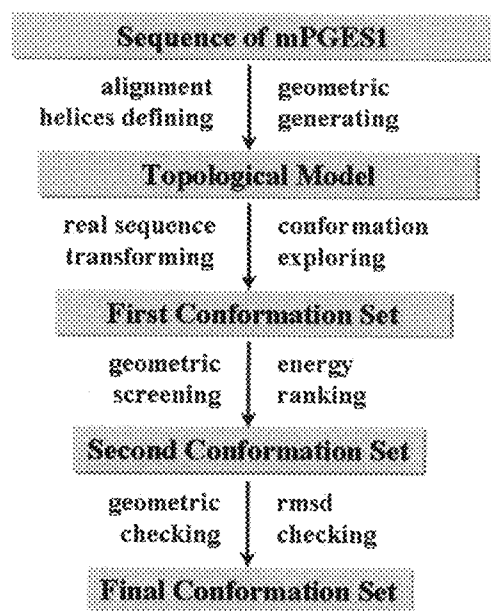 Sequence of mPGES1
alignment geometric
helices defining generating
Topological Model
real sequence conformation
transforming exploring
First Conformation Set
geometric energy
screening ranking
Second Conformation Set
geometric rmsd
checking checking
Final Conformation Set